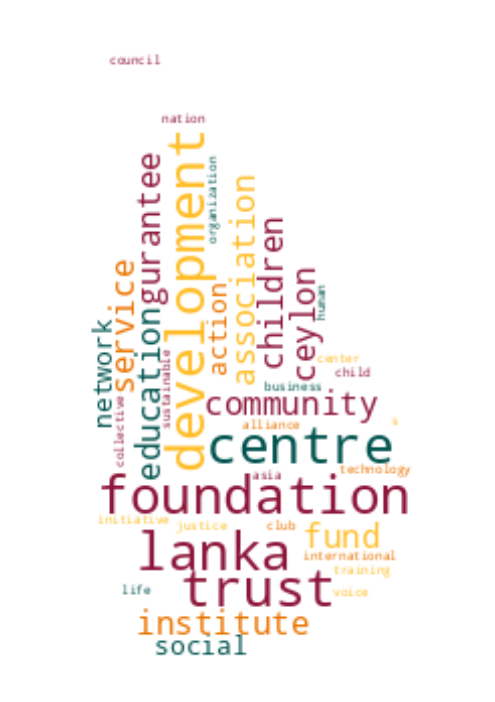 council
nation
development
organization
gurantee
association
children
service
ceylon
action
human
education
network
sustainable
center
child
business
collective
community
alliance
s
centre
technology
asia
foundation
initiative
justice
club
fund
lanka
international
training
trust
life
voice
institute
social